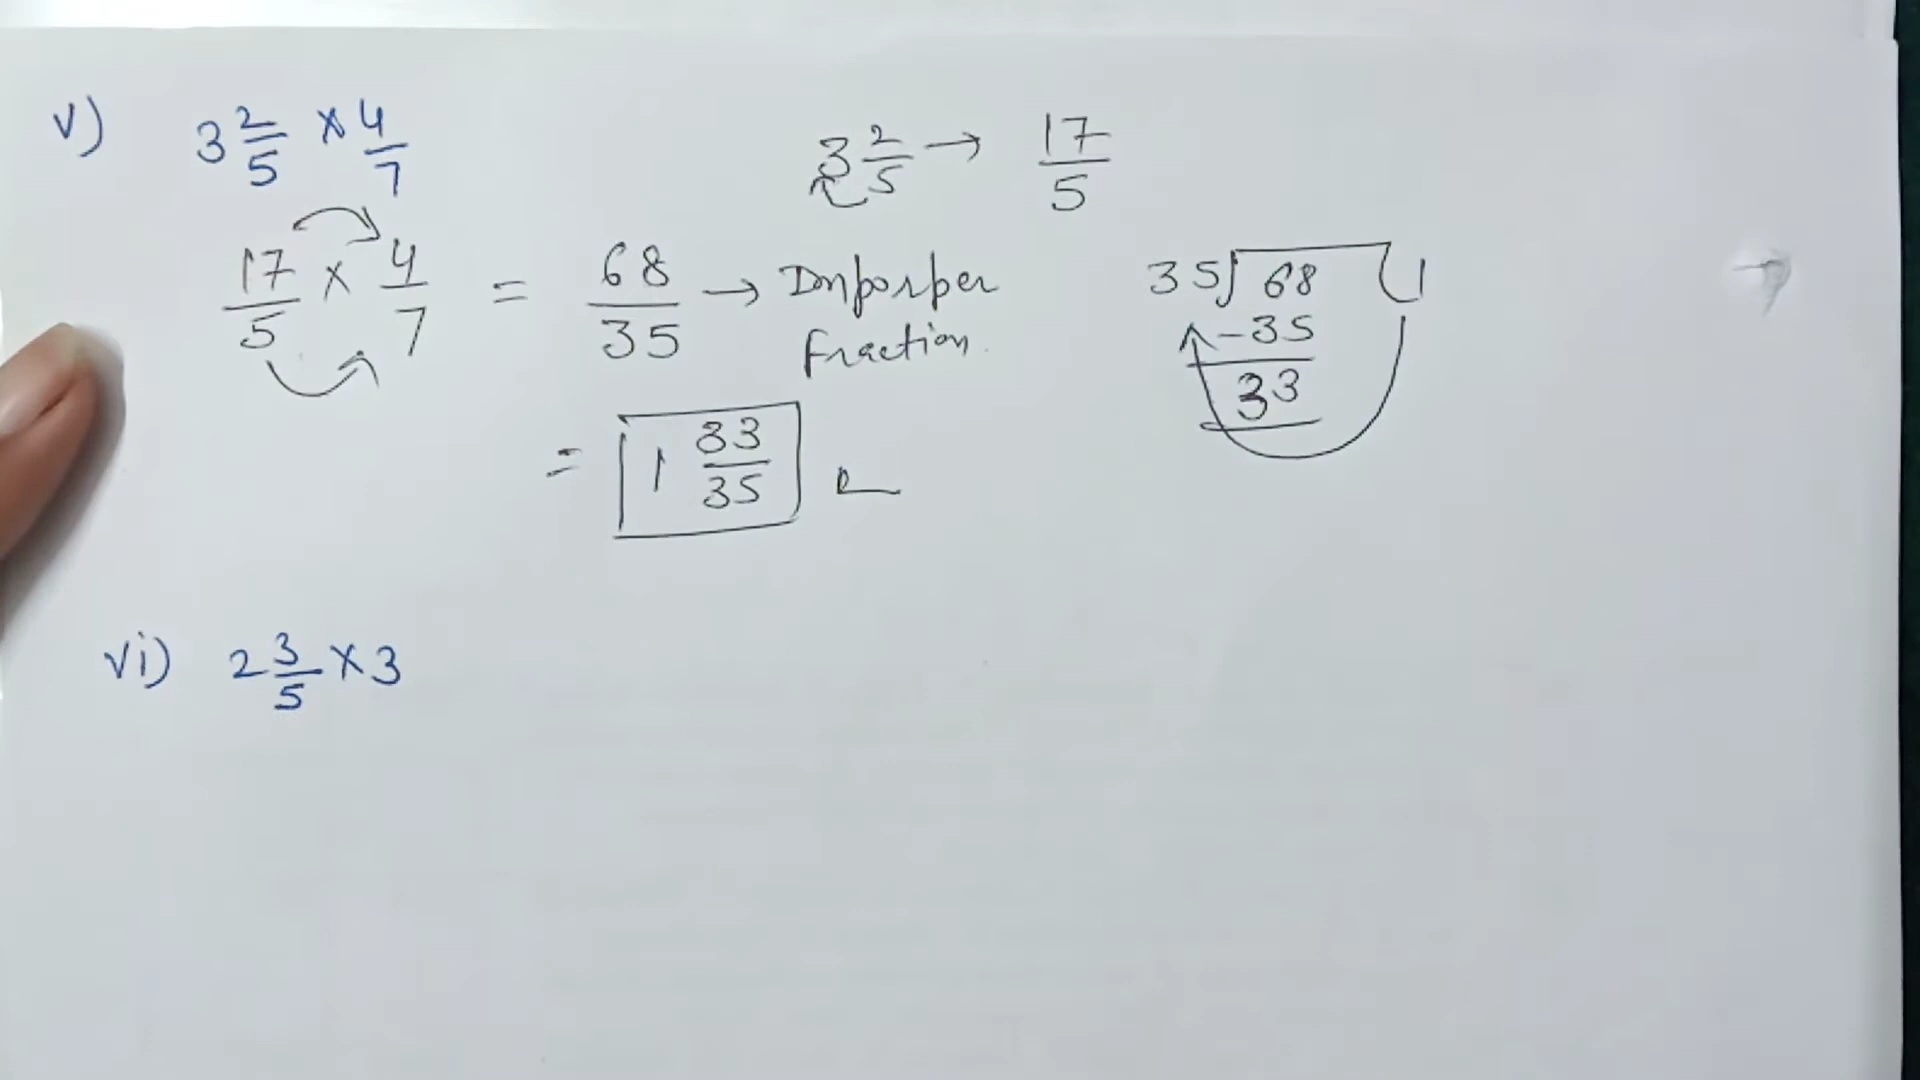 v) 3 2/5 × 4/7
3 2/5 → 17/5
17/5 × 4/7 = 68/35 → Imporper
fraction.
= 1 33/35
35) 68 ( 1
-35
33
vi) 2 3/5 × 3